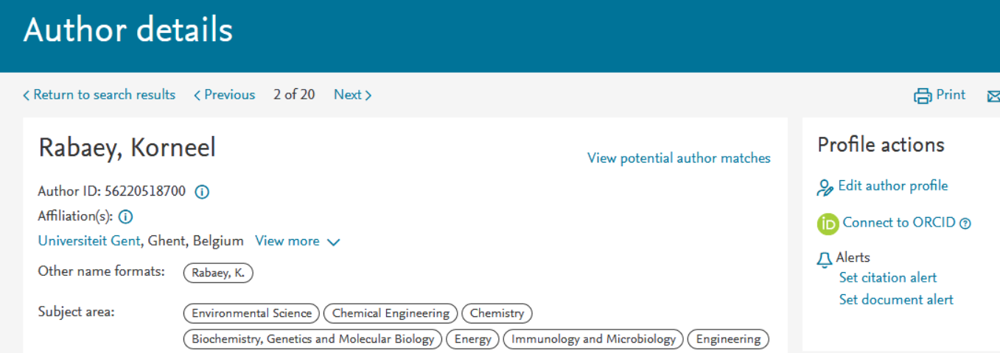 Author details
< Return to search results < Previous 2 of 20 Next >
Print
Rabaey, Korneel
View potential author matches
Author ID: 56220518700
Affiliation(s):
Universiteit Gent, Ghent, Belgium View more
Other name formats: Rabaey, K.
Subject area: Environmental Science Chemical Engineering Chemistry
Biochemistry, Genetics and Molecular Biology Energy Immunology and Microbiology Engineering
Profile actions
Edit author profile
iD Connect to ORCID
Alerts
Set citation alert
Set document alert